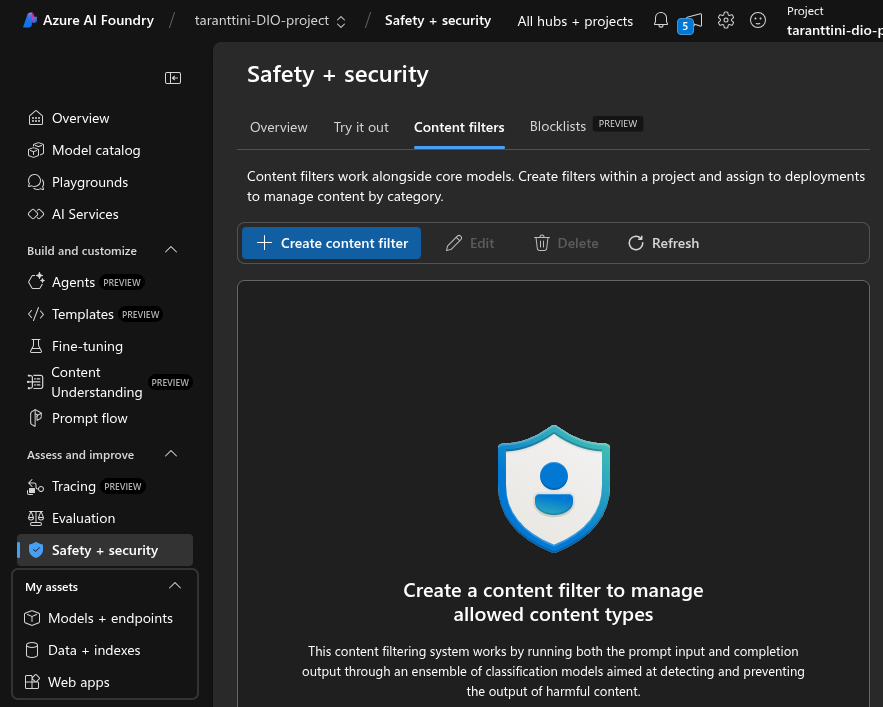 Azure AI Foundry / taranttini-DIO-project / Safety + security All hubs + projects 5 Project
taranttini-dio-p
Safety + security
Overview Try it out Content filters Blocklists PREVIEW
Content filters work alongside core models. Create filters within a project and assign to deployments
to manage content by category.
Create content filter Edit Delete Refresh
Create a content filter to manage
allowed content types
This content filtering system works by running both the prompt input and completion
output through an ensemble of classification models aimed at detecting and preventing
the output of harmful content.
Overview
Model catalog
Playgrounds
AI Services
Build and customize
Agents PREVIEW
Templates PREVIEW
Fine-tuning
Content
Understanding PREVIEW
Prompt flow
Assess and improve
Tracing PREVIEW
Evaluation
Safety + security
My assets
Models + endpoints
Data + indexes
Web apps